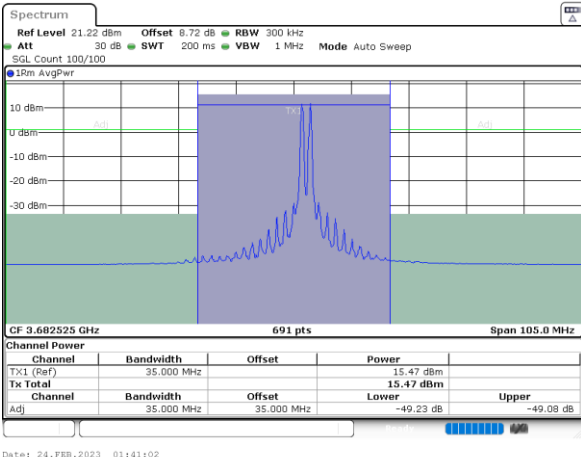 Spectrum
Ref Level 21.22 dBm Offset 8.72 dB RBW 300 kHz
Att 30 dB SWT 200 ms VBW 1 MHz Mode Auto Sweep
SGL Count 100/100
1Rm AvgPwr
10 dBm
Adj TX1 Adj
0 dBm
-10 dBm
-20 dBm
-30 dBm
CF 3.682525 GHz 691 pts Span 105.0 MHz
Channel Power
Channel Bandwidth Offset Power
TX1 (Ref) 35.000 MHz 15.47 dBm
Tx Total 15.47 dBm
Channel Bandwidth Offset Lower Upper
Adj 35.000 MHz 35.000 MHz -49.23 dB -49.08 dB
Ready
Date: 24.FEB.2023 01:41:02